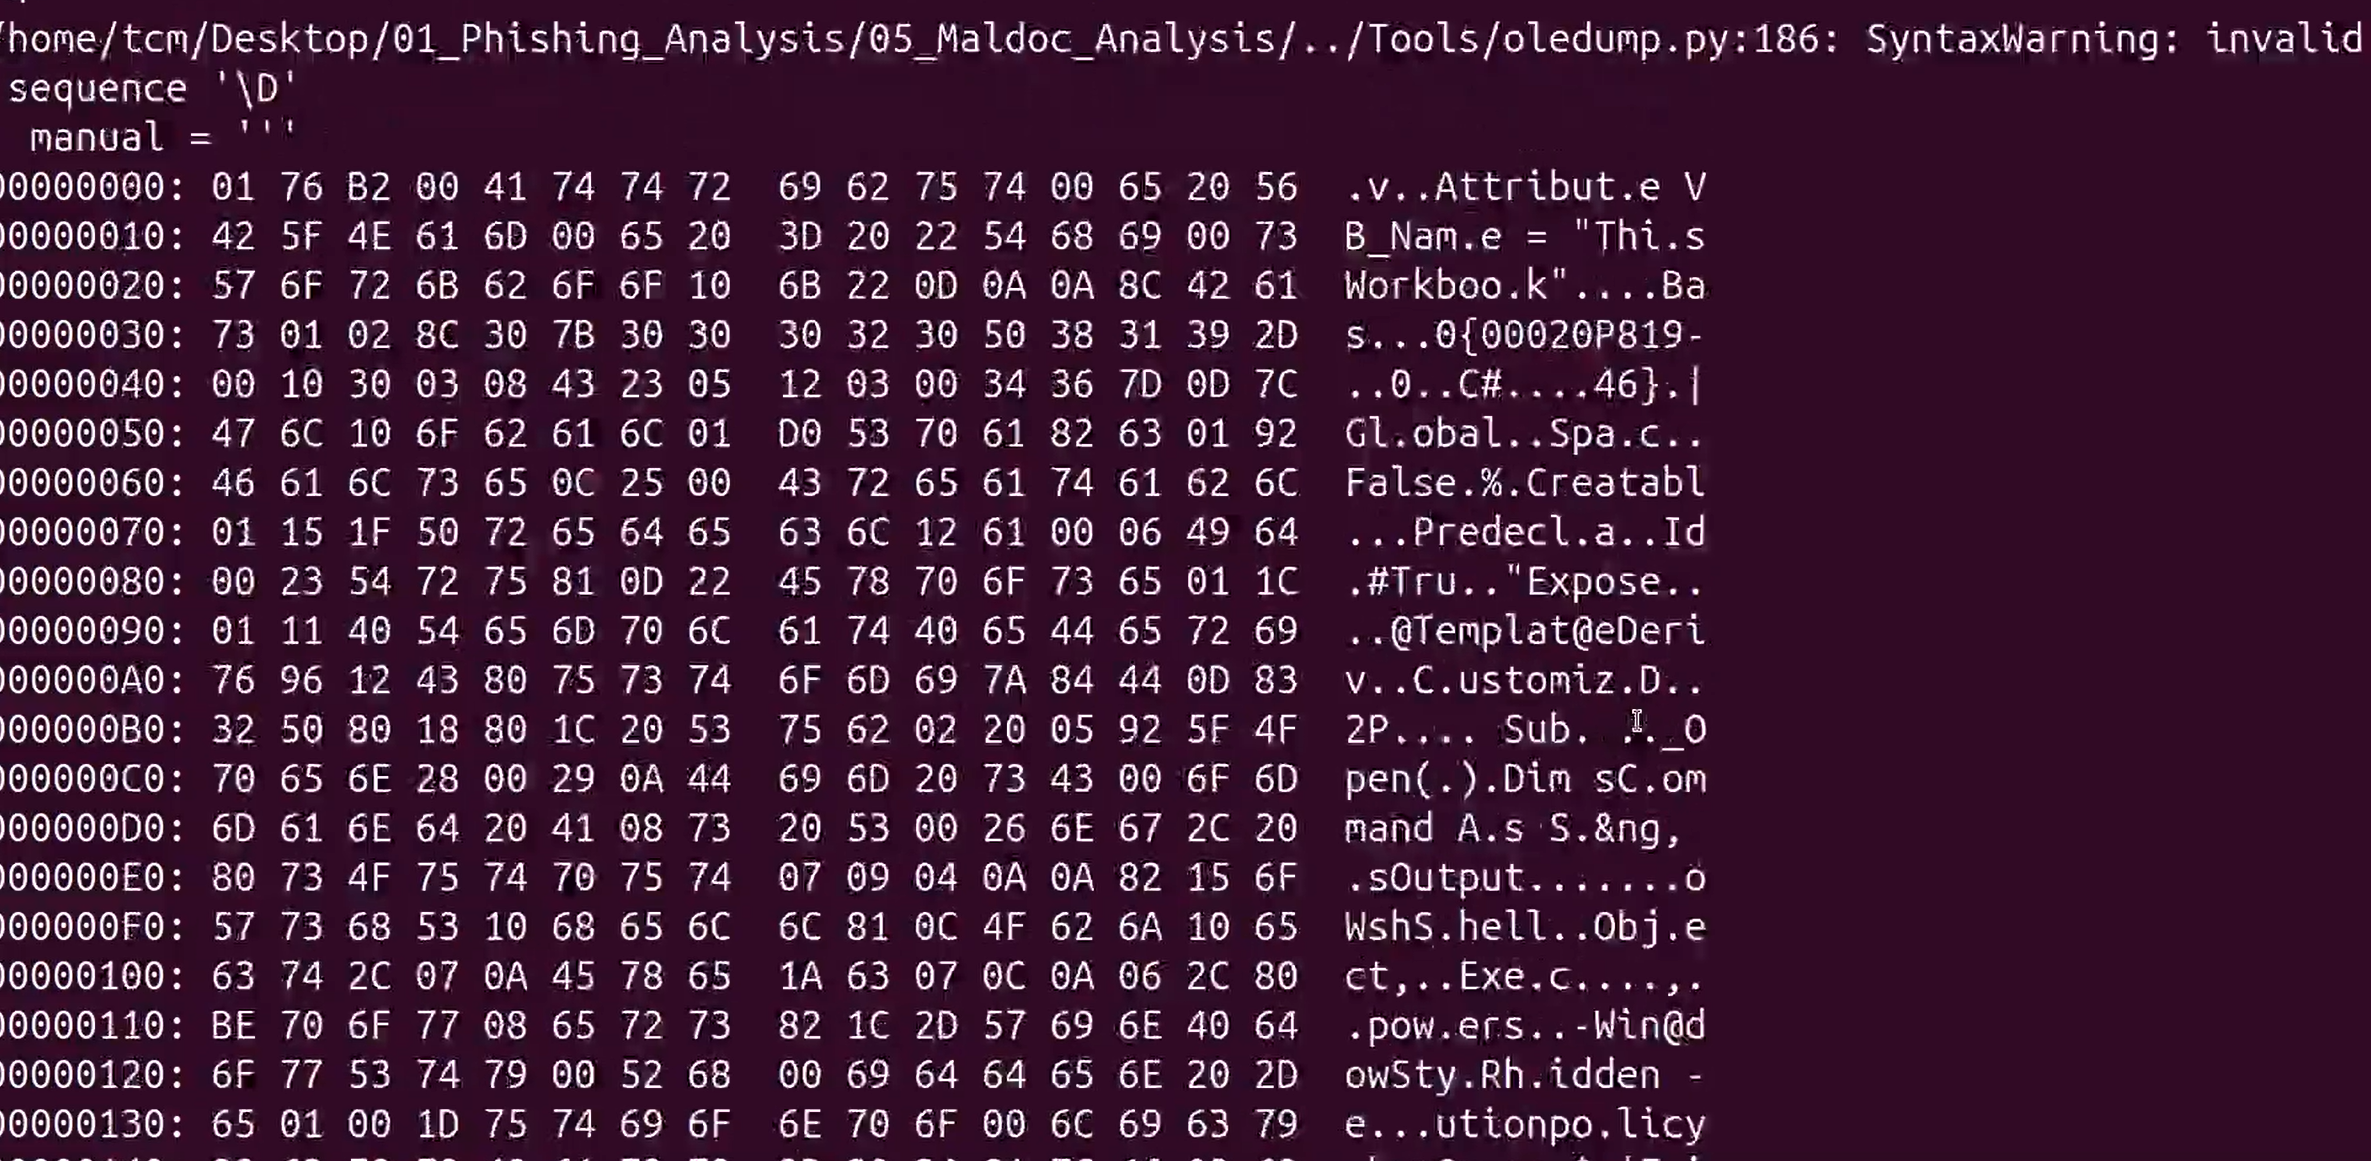 /home/tcm/Desktop/01_Phishing_Analysis/05_Maldoc_Analysis/../Tools/oledump.py:186: SyntaxWarning: invalid
sequence '\D'
manual = '''
00000000: 01 76 B2 00 41 74 74 72  69 62 75 74 00 65 20 56  .v..Attribut.e V
00000010: 42 5F 4E 61 6D 00 65 20  3D 20 22 54 68 69 00 73  B_Nam.e = "Thi.s
00000020: 57 6F 72 6B 62 6F 6F 10  6B 22 0D 0A 0A 8C 42 61  Workboo.k"....Ba
00000030: 73 01 02 8C 30 7B 30 30  30 32 30 50 38 31 39 2D  s...0{00020P819-
00000040: 00 10 30 03 08 43 23 05  12 03 00 34 36 7D 0D 7C  ..0..C#....46}.|
00000050: 47 6C 10 6F 62 61 6C 01  D0 53 70 61 82 63 01 92  Gl.obal..Spa.c..
00000060: 46 61 6C 73 65 0C 25 00  43 72 65 61 74 61 62 6C  False.%.Creatabl
00000070: 01 15 1F 50 72 65 64 65  63 6C 12 61 00 06 49 64  ...Predecl.a..Id
00000080: 00 23 54 72 75 81 0D 22  45 78 70 6F 73 65 01 1C  .#Tru.."Expose..
00000090: 01 11 40 54 65 6D 70 6C  61 74 40 65 44 65 72 69  ..@Templat@eDeri
000000A0: 76 96 12 43 80 75 73 74  6F 6D 69 7A 84 44 0D 83  v..C.ustomiz.D..
000000B0: 32 50 80 18 80 1C 20 53  75 62 02 20 05 92 5F 4F  2P.... Sub. .._O
000000C0: 70 65 6E 28 00 29 0A 44  69 6D 20 73 43 00 6F 6D  pen(.).Dim sC.om
000000D0: 6D 61 6E 64 20 41 08 73  20 53 00 26 6E 67 2C 20  mand A.s S.&ng,
000000E0: 80 73 4F 75 74 70 75 74  07 09 04 0A 0A 82 15 6F  .sOutput.......o
000000F0: 57 73 68 53 10 68 65 6C  6C 81 0C 4F 62 6A 10 65  WshS.hell..Obj.e
00000100: 63 74 2C 07 0A 45 78 65  1A 63 07 0C 0A 06 2C 80  ct,..Exe.c....,.
00000110: BE 70 6F 77 08 65 72 73  82 1C 2D 57 69 6E 40 64  .pow.ers..-Win@d
00000120: 6F 77 53 74 79 00 52 68  00 69 64 64 65 6E 20 2D  owSty.Rh.idden -
00000130: 65 01 00 1D 75 74 69 6F  6E 70 6F 00 6C 69 63 79  e...utionpo.licy